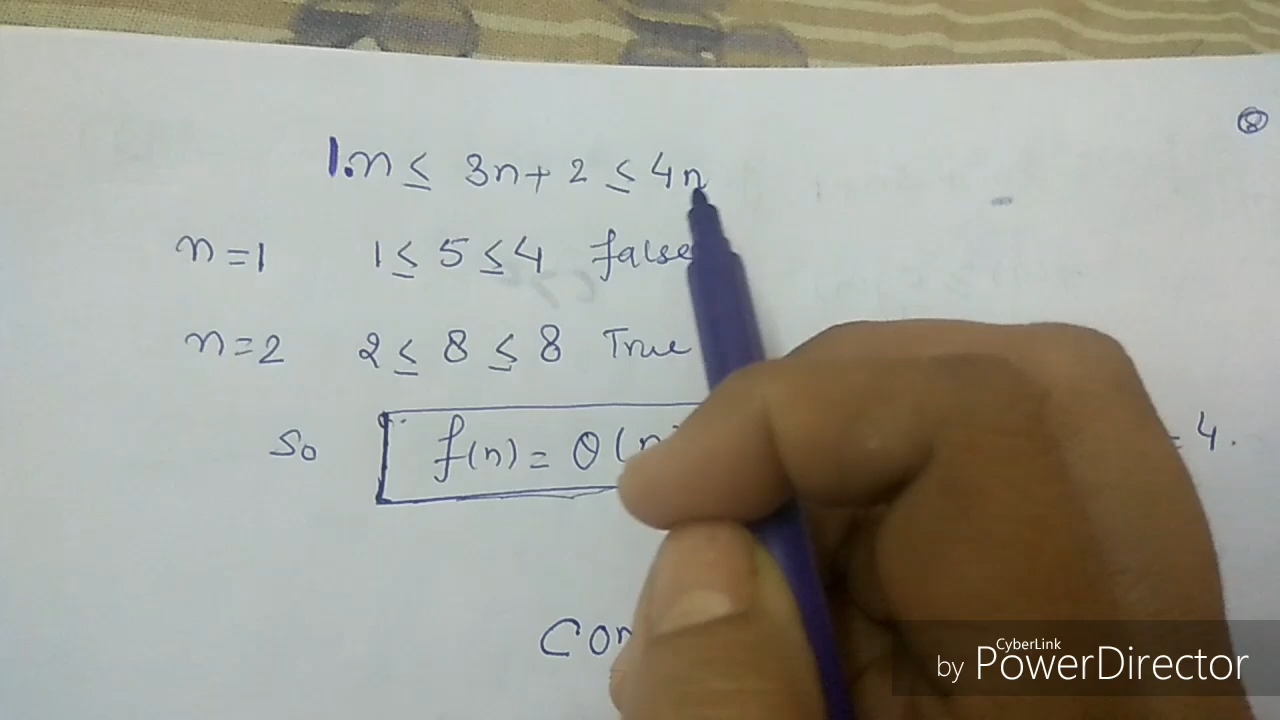 8
1.n ≤ 3n+ 2 ≤ 4n
n=1 1 ≤ 5 ≤ 4 false
n=2 2 ≤ 8 ≤ 8 True
So f(n) = θ(n = 4.
CyberLink
by PowerDirector